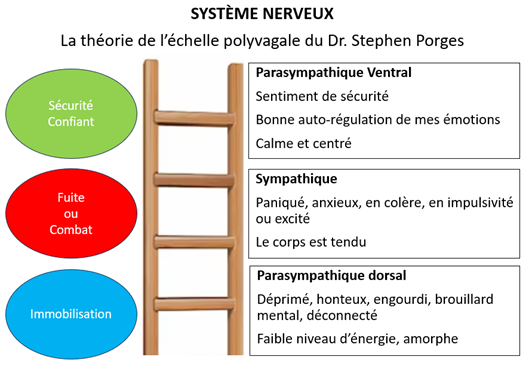 SYSTÈME NERVEUX
La théorie de l’échelle polyvagale du Dr. Stephen Porges
Sécurité
Confiant
Parasympathique Ventral
Sentiment de sécurité
Bonne auto-régulation de mes émotions
Calme et centré
Fuite
ou
Combat
Sympathique
Paniqué, anxieux, en colère, en impulsivité
ou excité
Le corps est tendu
Immobilisation
Parasympathique dorsal
Déprimé, honteux, engourdi, brouillard
mental, déconnecté
Faible niveau d’énergie, amorphe